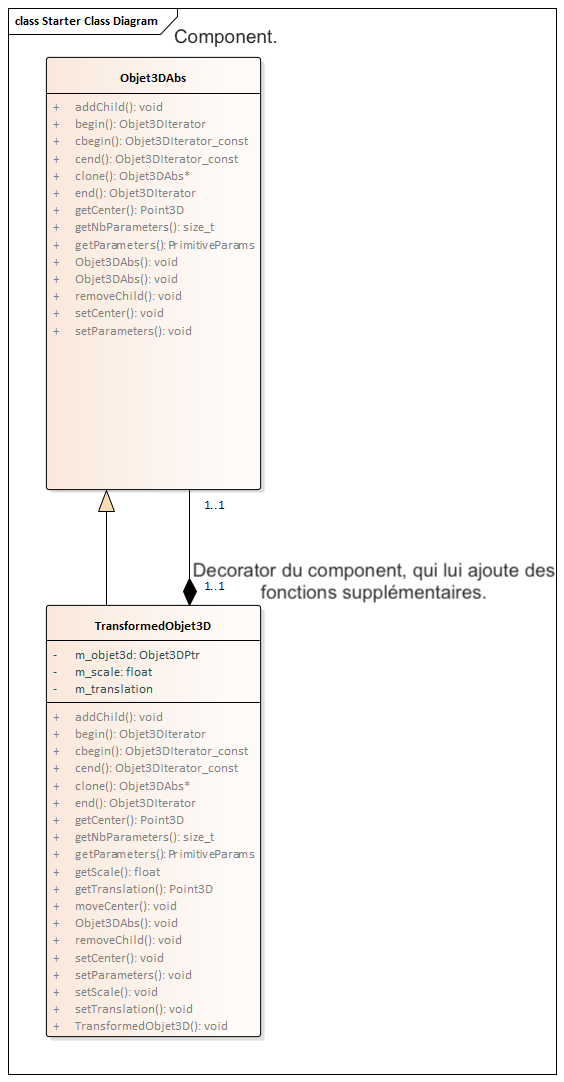 class Starter Class Diagram
Component.
Objet3DAbs
+ addChild(): void
+ begin(): Objet3DIterator
+ cbegin(): Objet3DIterator_const
+ cend(): Objet3DIterator_const
+ clone(): Objet3DAbs*
+ end(): Objet3DIterator
+ getCenter(): Point3D
+ getNbParameters(): size_t
+ getParameters(): PrimitiveParams
+ Objet3DAbs(): void
+ Objet3DAbs(): void
+ removeChild(): void
+ setCenter(): void
+ setParameters(): void
1..1
Decorator du component, qui lui ajoute des
1..1
fonctions supplémentaires.
TransformedObjet3D
- m_objet3d: Objet3DPtr
- m_scale: float
- m_translation
+ addChild(): void
+ begin(): Objet3DIterator
+ cbegin(): Objet3DIterator_const
+ cend(): Objet3DIterator_const
+ clone(): Objet3DAbs*
+ end(): Objet3DIterator
+ getCenter(): Point3D
+ getNbParameters(): size_t
+ getParameters(): PrimitiveParams
+ getScale(): float
+ getTranslation(): Point3D
+ moveCenter(): void
+ Objet3DAbs(): void
+ removeChild(): void
+ setCenter(): void
+ setParameters(): void
+ setScale(): void
+ setTranslation(): void
+ TransformedObjet3D(): void